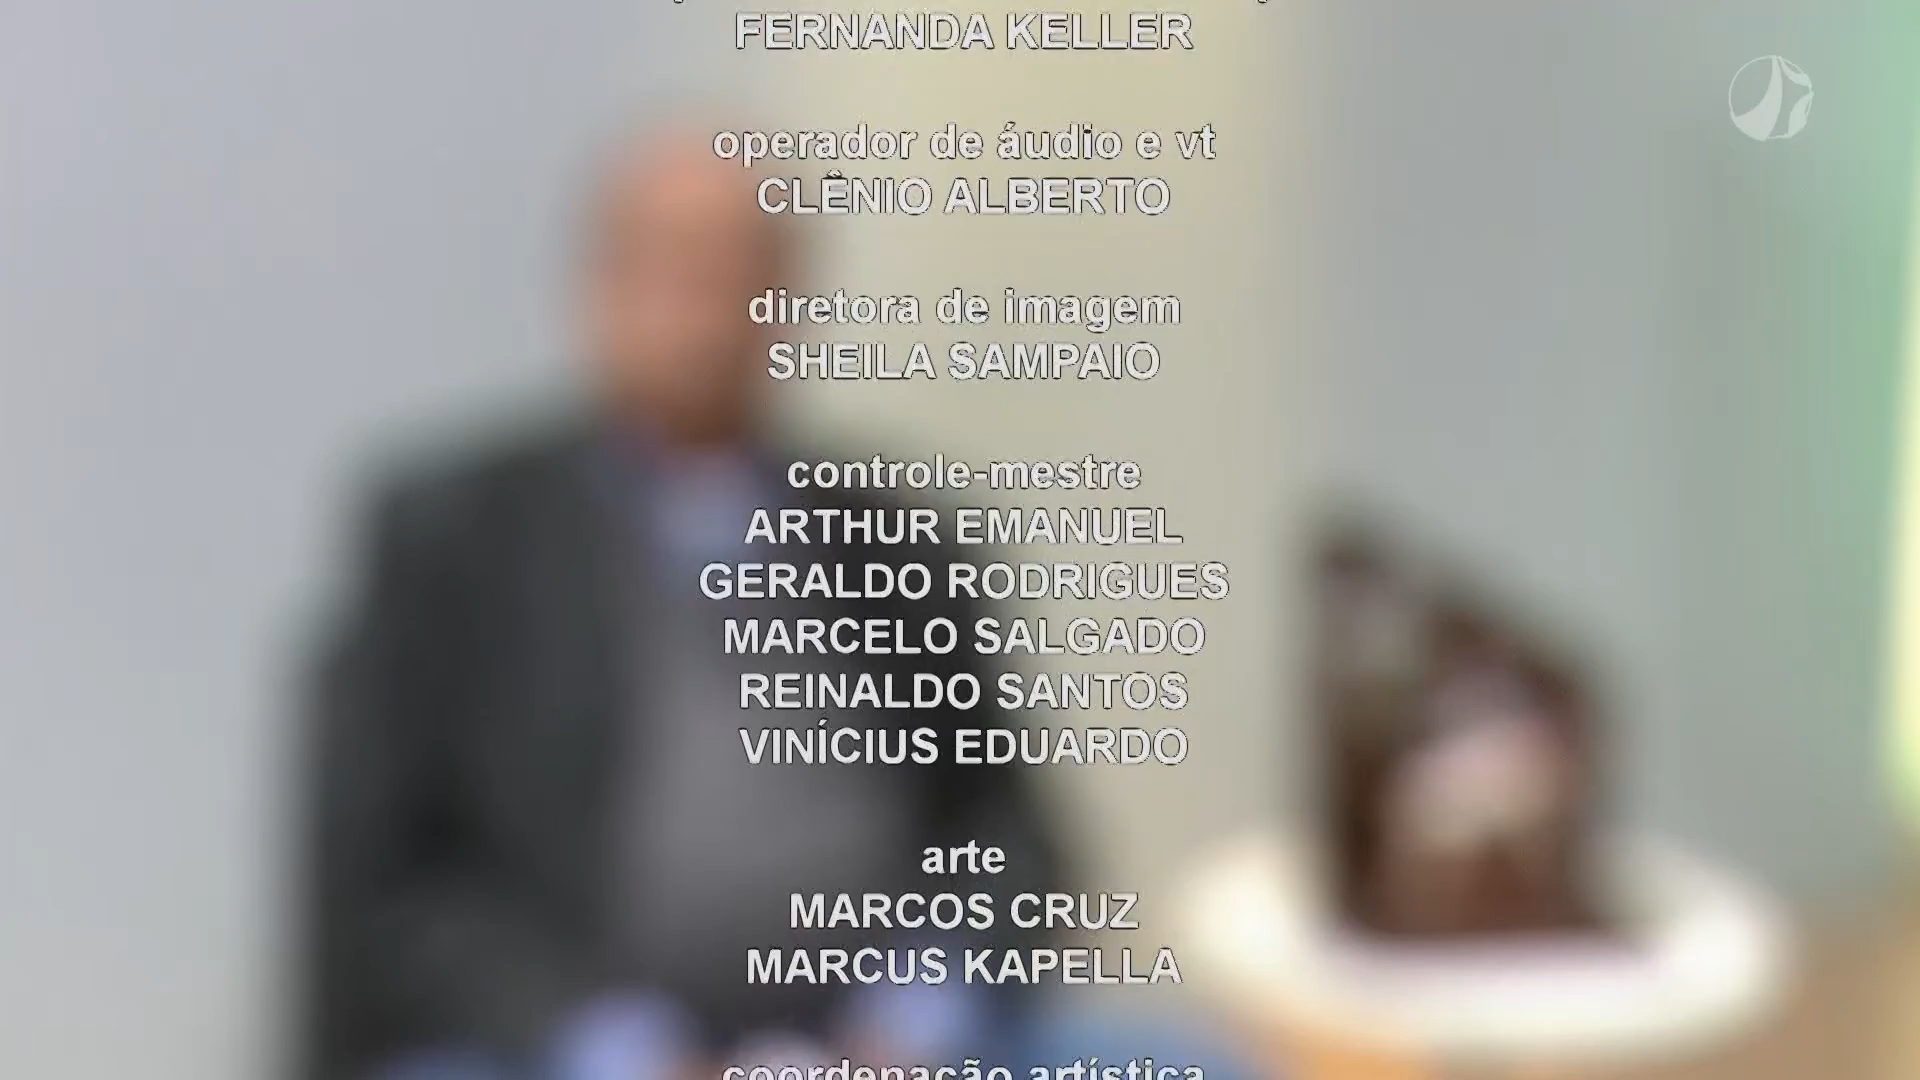 FERNANDA KELLER
operador de áudio e vt
CLÊNIO ALBERTO
diretora de imagem
SHEILA SAMPAIO
controle-mestre
ARTHUR EMANUEL
GERALDO RODRIGUES
MARCELO SALGADO
REINALDO SANTOS
VINÍCIUS EDUARDO
arte
MARCOS CRUZ
MARCUS KAPELLA
coordenação artística